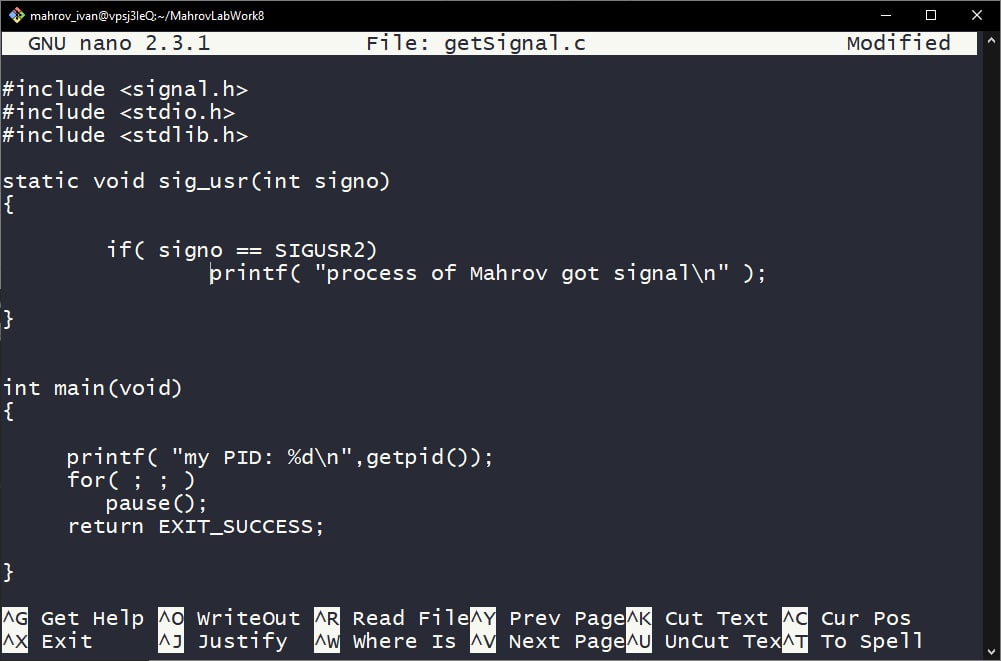 mahrov_ivan@vpsj3leQ:~/MahrovLabWork8
GNU nano 2.3.1 File: getSignal.c Modified
#include <signal.h>
#include <stdio.h>
#include <stdlib.h>
static void sig_usr(int signo)
{
if( signo == SIGUSR2)
printf( "process of Mahrov got signal\n" );
}
int main(void)
{
printf( "my PID: %d\n",getpid());
for( ; ; )
pause();
return EXIT_SUCCESS;
}
^G Get Help ^O WriteOut ^R Read File^Y Prev Page^K Cut Text ^C Cur Pos
^X Exit ^J Justify ^W Where Is ^V Next Page^U UnCut Tex^T To Spell